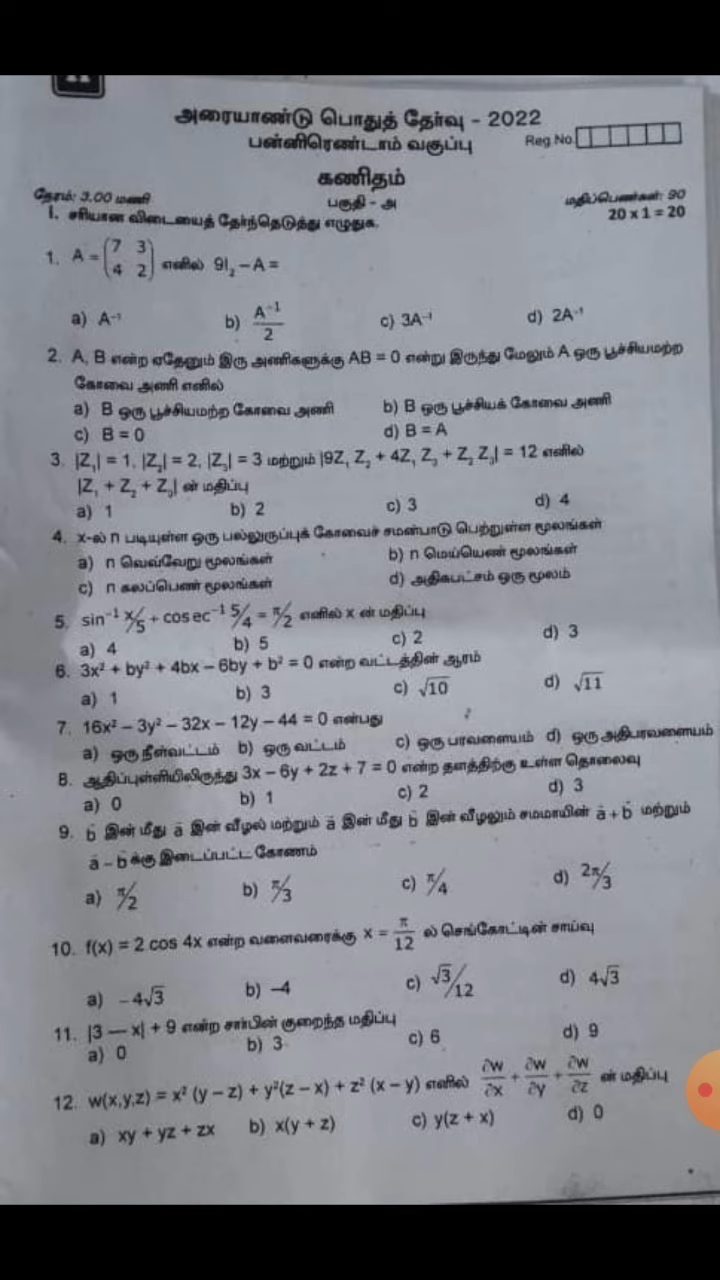 அரையாண்டு பொதுத் தேர்வு - 2022
பன்னிரெண்டாம் வகுப்பு
Reg.No.
கணிதம்
நேரம்: 3.00 மணி பகுதி - அ மதிப்பெண்கள்: 90
I. சரியான விடையைத் தேர்ந்தெடுத்து எழுதுக. 20 x 1 = 20
1. A = (7 3 / 4 2) எனில் 9I₂ – A =
a) A⁻¹ b) A⁻¹/2 c) 3A⁻¹ d) 2A⁻¹
2. A, B என்ற ஏதேனும் இரு அணிகளுக்கு AB = 0 என்று இருந்து மேலும் A ஒரு பூச்சியமற்ற
கோவை அணி எனில்
a) B ஒரு பூச்சியமற்ற கோவை அணி b) B ஒரு பூச்சியக் கோவை அணி
c) B = 0 d) B = A
3. |Z₁| = 1, |Z₂| = 2, |Z₃| = 3 மற்றும் |9Z₁ Z₂ + 4Z₁ Z₃ + Z₂ Z₃| = 12 எனில்
|Z₁ + Z₂ + Z₃| ன் மதிப்பு
a) 1 b) 2 c) 3 d) 4
4. x-ல் n படியுள்ள ஒரு பல்லுருப்புக் கோவைச் சமன்பாடு பெற்றுள்ள மூலங்கள்
a) n வெவ்வேறு மூலங்கள் b) n மெய்யெண் மூலங்கள்
c) n கலப்பெண் மூலங்கள் d) அதிகபட்சம் ஒரு மூலம்
5. sin⁻¹ x/5 + cosec⁻¹ 5/4 = π/2 எனில் x ன் மதிப்பு
a) 4 b) 5 c) 2 d) 3
6. 3x² + by² + 4bx – 6by + b² = 0 என்ற வட்டத்தின் ஆரம்
a) 1 b) 3 c) √10 d) √11
7. 16x² – 3y² – 32x – 12y – 44 = 0 என்பது
a) ஒரு நீள்வட்டம் b) ஒரு வட்டம் c) ஒரு பரவளையம் d) ஒரு அதிபரவளையம்
8. ஆதிப்புள்ளியிலிருந்து 3x – 6y + 2z + 7 = 0 என்ற தளத்திற்கு உள்ள தொலைவு
a) 0 b) 1 c) 2 d) 3
9. b̄ இன் மீது ā இன் வீழல் மற்றும் ā இன் மீது b̄ இன் வீழலும் சமமாயின் ā + b̄ மற்றும்
ā – b̄க்கு இடைப்பட்ட கோணம்
a) π/2 b) π/3 c) π/4 d) 2π/3
10. f(x) = 2 cos 4x என்ற வளைவரைக்கு x = π/12 ல் செங்கோட்டின் சாய்வு
a) – 4√3 b) –4 c) √3/12 d) 4√3
11. |3 – x| + 9 என்ற சார்பின் குறைந்த மதிப்பு
a) 0 b) 3 c) 6 d) 9
12. w(x,y,z) = x² (y – z) + y²(z – x) + z² (x – y) எனில் ∂w/∂x + ∂w/∂y + ∂w/∂z ன் மதிப்பு
a) xy + yz + zx b) x(y + z) c) y(z + x) d) 0